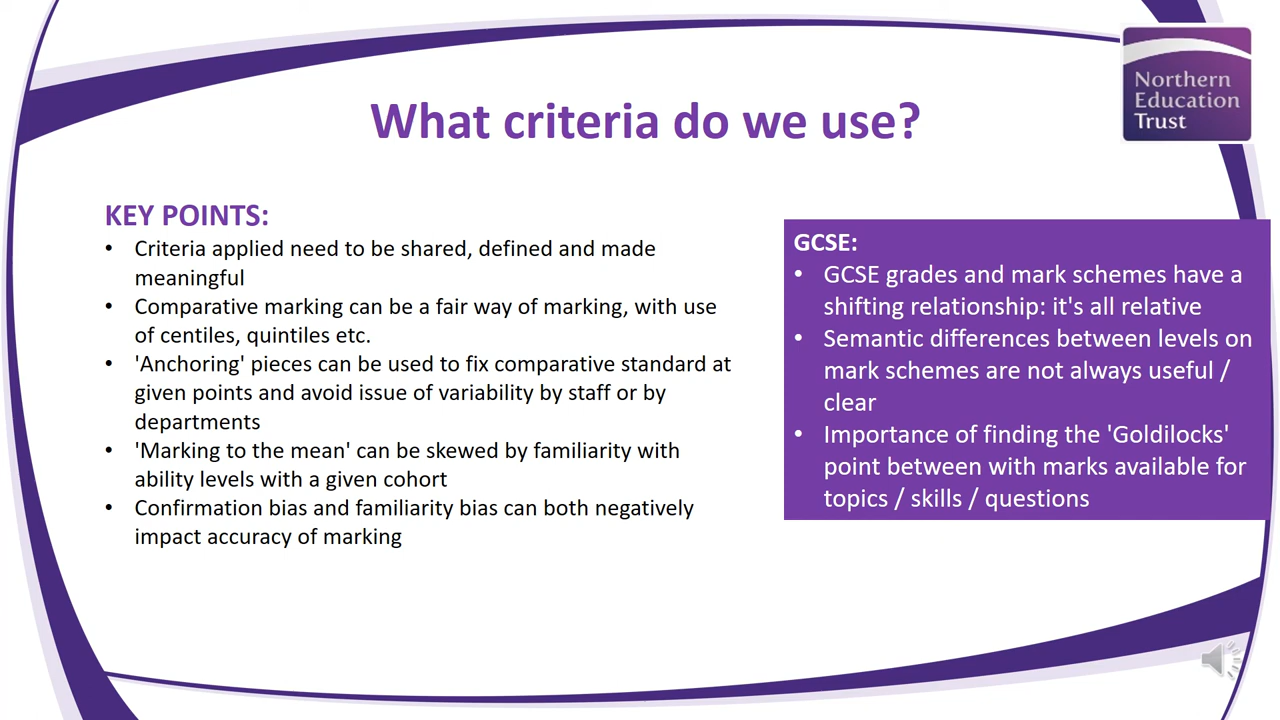 Northern
Education
Trust
What criteria do we use?
KEY POINTS:
• Criteria applied need to be shared, defined and made
meaningful
• Comparative marking can be a fair way of marking, with use
of centiles, quintiles etc.
• 'Anchoring' pieces can be used to fix comparative standard at
given points and avoid issue of variability by staff or by
departments
• 'Marking to the mean' can be skewed by familiarity with
ability levels with a given cohort
• Confirmation bias and familiarity bias can both negatively
impact accuracy of marking
GCSE:
• GCSE grades and mark schemes have a
shifting relationship: it's all relative
• Semantic differences between levels on
mark schemes are not always useful /
clear
• Importance of finding the 'Goldilocks'
point between with marks available for
topics / skills / questions